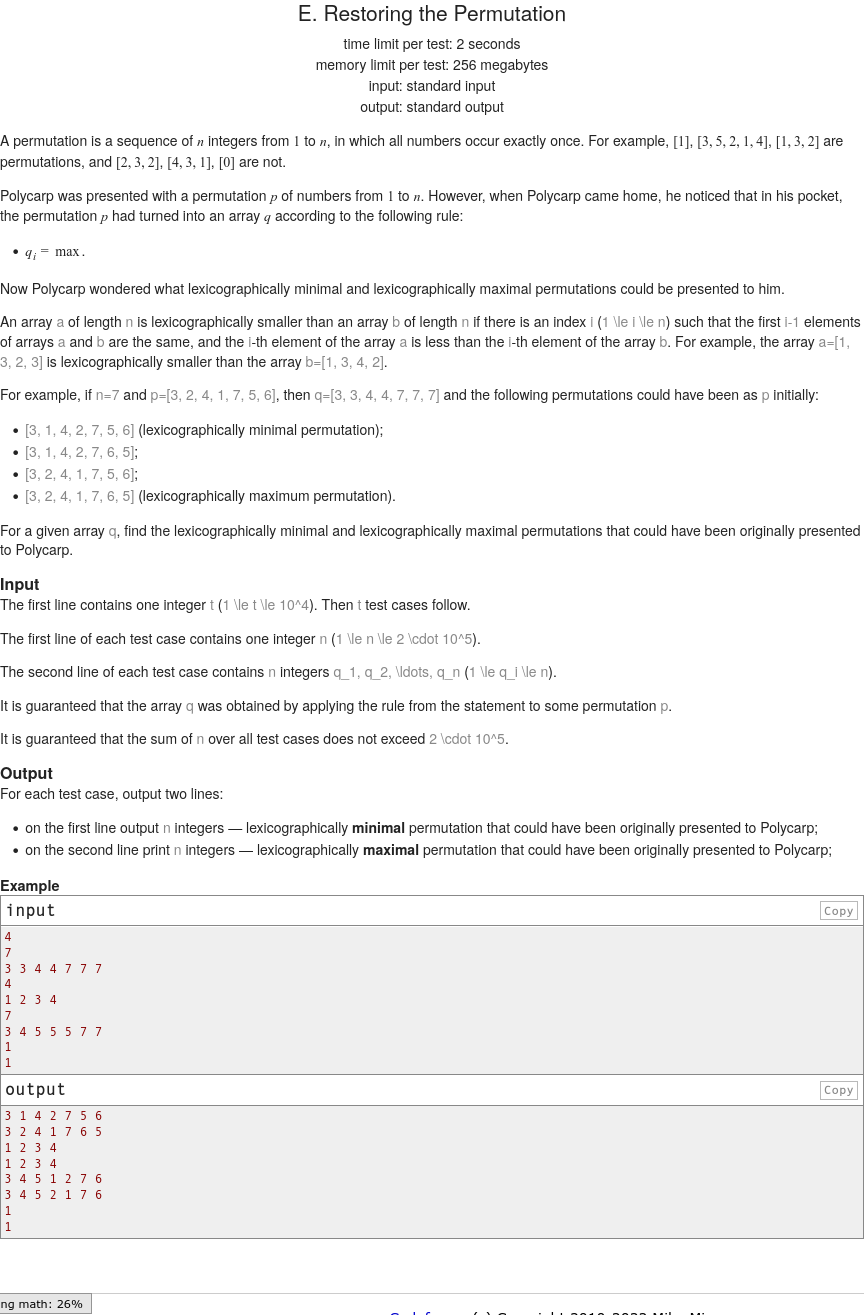 E. Restoring the Permutation
time limit per test: 2 seconds
memory limit per test: 256 megabytes
input: standard input
output: standard output
A permutation is a sequence of n integers from 1 to n, in which all numbers occur exactly once. For example, [1], [3, 5, 2, 1, 4], [1, 3, 2] are
permutations, and [2, 3, 2], [4, 3, 1], [0] are not.
Polycarp was presented with a permutation p of numbers from 1 to n. However, when Polycarp came home, he noticed that in his pocket,
the permutation p had turned into an array q according to the following rule:
• q_i = max.
Now Polycarp wondered what lexicographically minimal and lexicographically maximal permutations could be presented to him.
An array a of length n is lexicographically smaller than an array b of length n if there is an index i (1 \le i \le n) such that the first i-1 elements
of arrays a and b are the same, and the i-th element of the array a is less than the i-th element of the array b. For example, the array a=[1,
3, 2, 3] is lexicographically smaller than the array b=[1, 3, 4, 2].
For example, if n=7 and p=[3, 2, 4, 1, 7, 5, 6], then q=[3, 3, 4, 4, 7, 7, 7] and the following permutations could have been as p initially:
• [3, 1, 4, 2, 7, 5, 6] (lexicographically minimal permutation);
• [3, 1, 4, 2, 7, 6, 5];
• [3, 2, 4, 1, 7, 5, 6];
• [3, 2, 4, 1, 7, 6, 5] (lexicographically maximum permutation).
For a given array q, find the lexicographically minimal and lexicographically maximal permutations that could have been originally presented
to Polycarp.
Input
The first line contains one integer t (1 \le t \le 10^4). Then t test cases follow.
The first line of each test case contains one integer n (1 \le n \le 2 \cdot 10^5).
The second line of each test case contains n integers q_1, q_2, \ldots, q_n (1 \le q_i \le n).
It is guaranteed that the array q was obtained by applying the rule from the statement to some permutation p.
It is guaranteed that the sum of n over all test cases does not exceed 2 \cdot 10^5.
Output
For each test case, output two lines:
• on the first line output n integers — lexicographically minimal permutation that could have been originally presented to Polycarp;
• on the second line print n integers — lexicographically maximal permutation that could have been originally presented to Polycarp;
Example
input
Copy
4
7
3 3 4 4 7 7 7
4
1 2 3 4
7
3 4 5 5 5 7 7
1
1
output
Copy
3 1 4 2 7 5 6
3 2 4 1 7 6 5
1 2 3 4
1 2 3 4
3 4 5 1 2 7 6
3 4 5 2 1 7 6
1
1
ng math: 26%